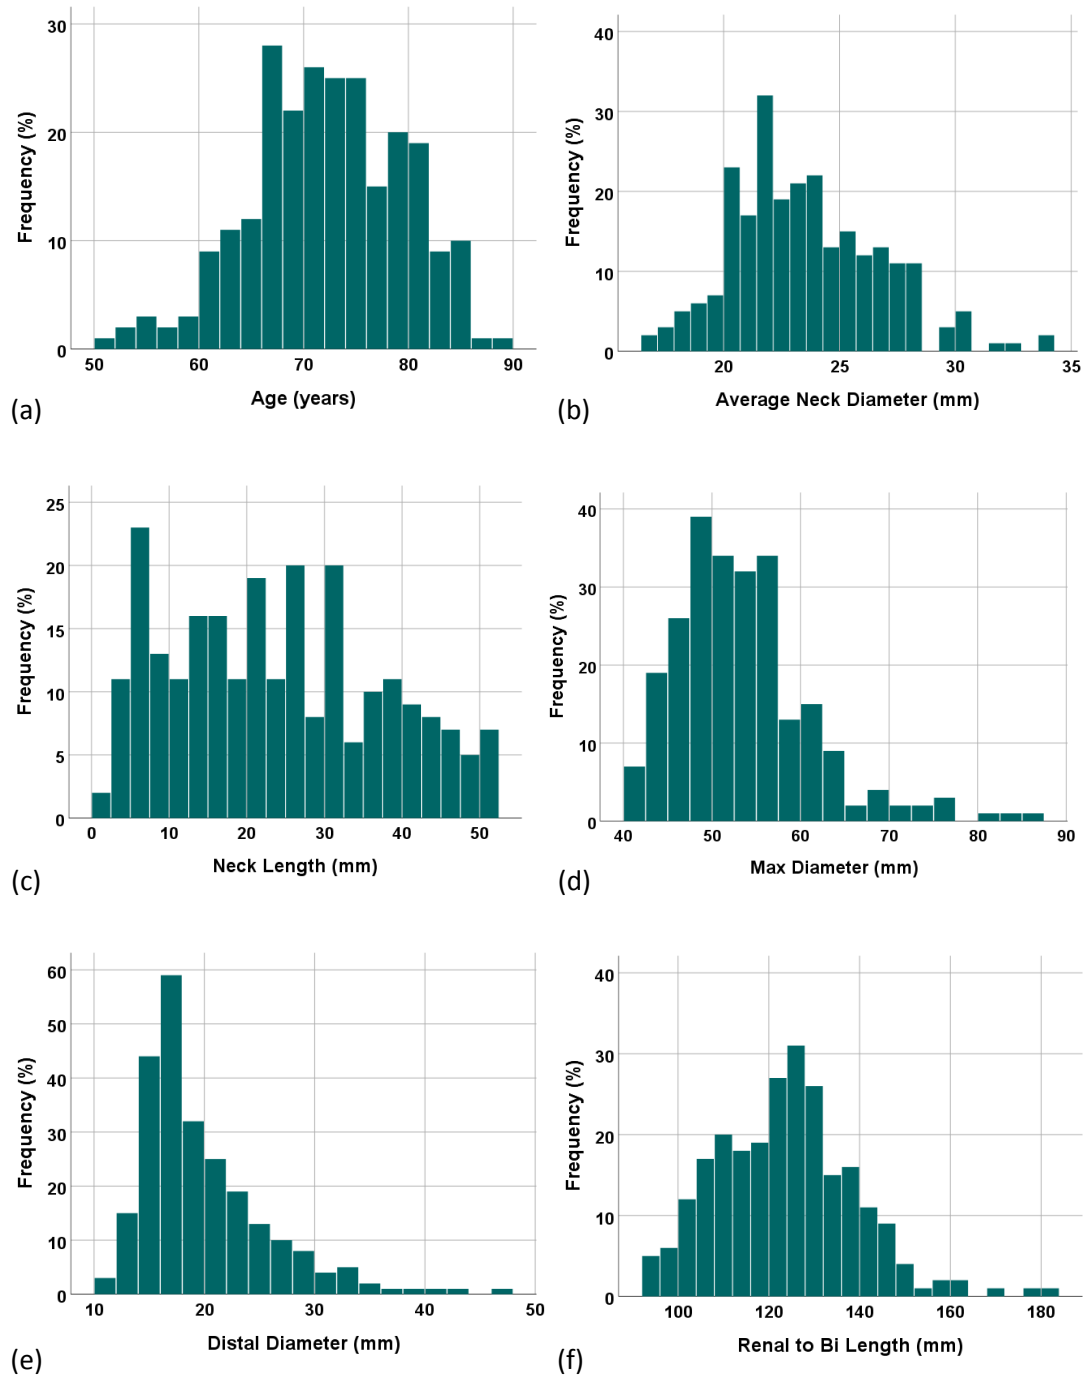 30
20
10
0
Frequency (%)
50 60 70 80 90
Age (years)
(a)
40
30
20
10
0
Frequency (%)
20 25 30 35
Average Neck Diameter (mm)
(b)
25
20
15
10
5
0
Frequency (%)
0 10 20 30 40 50
Neck Length (mm)
(c)
40
30
20
10
0
Frequency (%)
40 50 60 70 80 90
Max Diameter (mm)
(d)
60
50
40
30
20
10
0
Frequency (%)
10 20 30 40 50
Distal Diameter (mm)
(e)
40
30
20
10
0
Frequency (%)
100 120 140 160 180
Renal to Bi Length (mm)
(f)